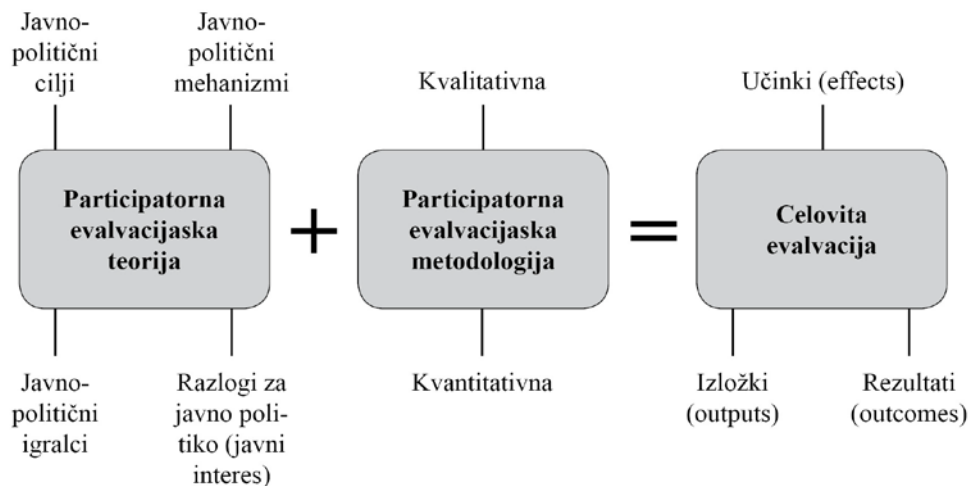 Javno-
politični
cilji
Javno-
politični
mehanizmi
Kvalitativna
Učinki (effects)
Participatorna
evalvacijska
teorija
+
Participatorna
evalvacijska
metodologija
=
Celovita
evalvacija
Javno-
politični
igralci
Razlogi za
javno poli-
tiko (javni
interes)
Kvantitativna
Izložki
(outputs)
Rezultati
(outcomes)